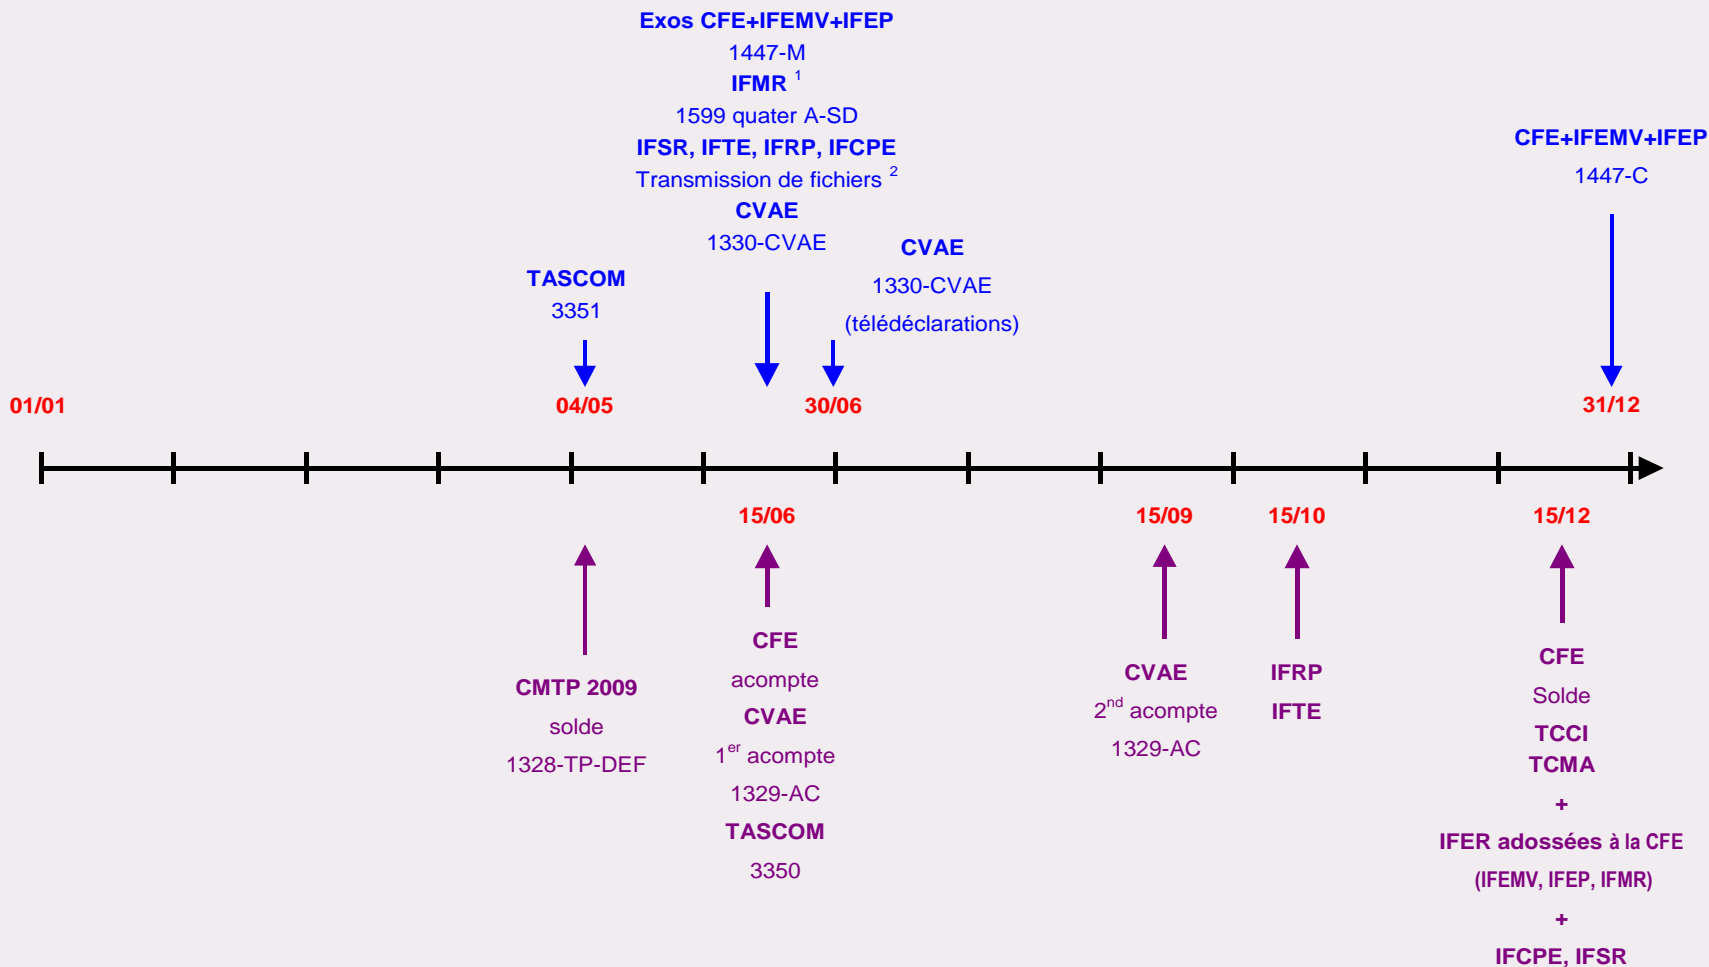 Exos CFE+IFEMV+IFEP
1447-M
IFMR 1
1599 quater A-SD
IFSR, IFTE, IFRP, IFCPE
Transmission de fichiers 2
CVAE
1330-CVAE
CVAE
1330-CVAE
(télédéclarations)
TASCOM
3351
CFE+IFEMV+IFEP
1447-C
01/01
04/05
30/06
31/12
15/06
15/09
15/10
15/12
CMTP 2009
solde
1328-TP-DEF
CFE
acompte
CVAE
1er acompte
1329-AC
TASCOM
3350
CVAE
2nd acompte
1329-AC
IFRP
IFTE
CFE
Solde
TCCI
TCMA
+
IFER adossées à la CFE
(IFEMV, IFEP, IFMR)
+
IFCPE, IFSR